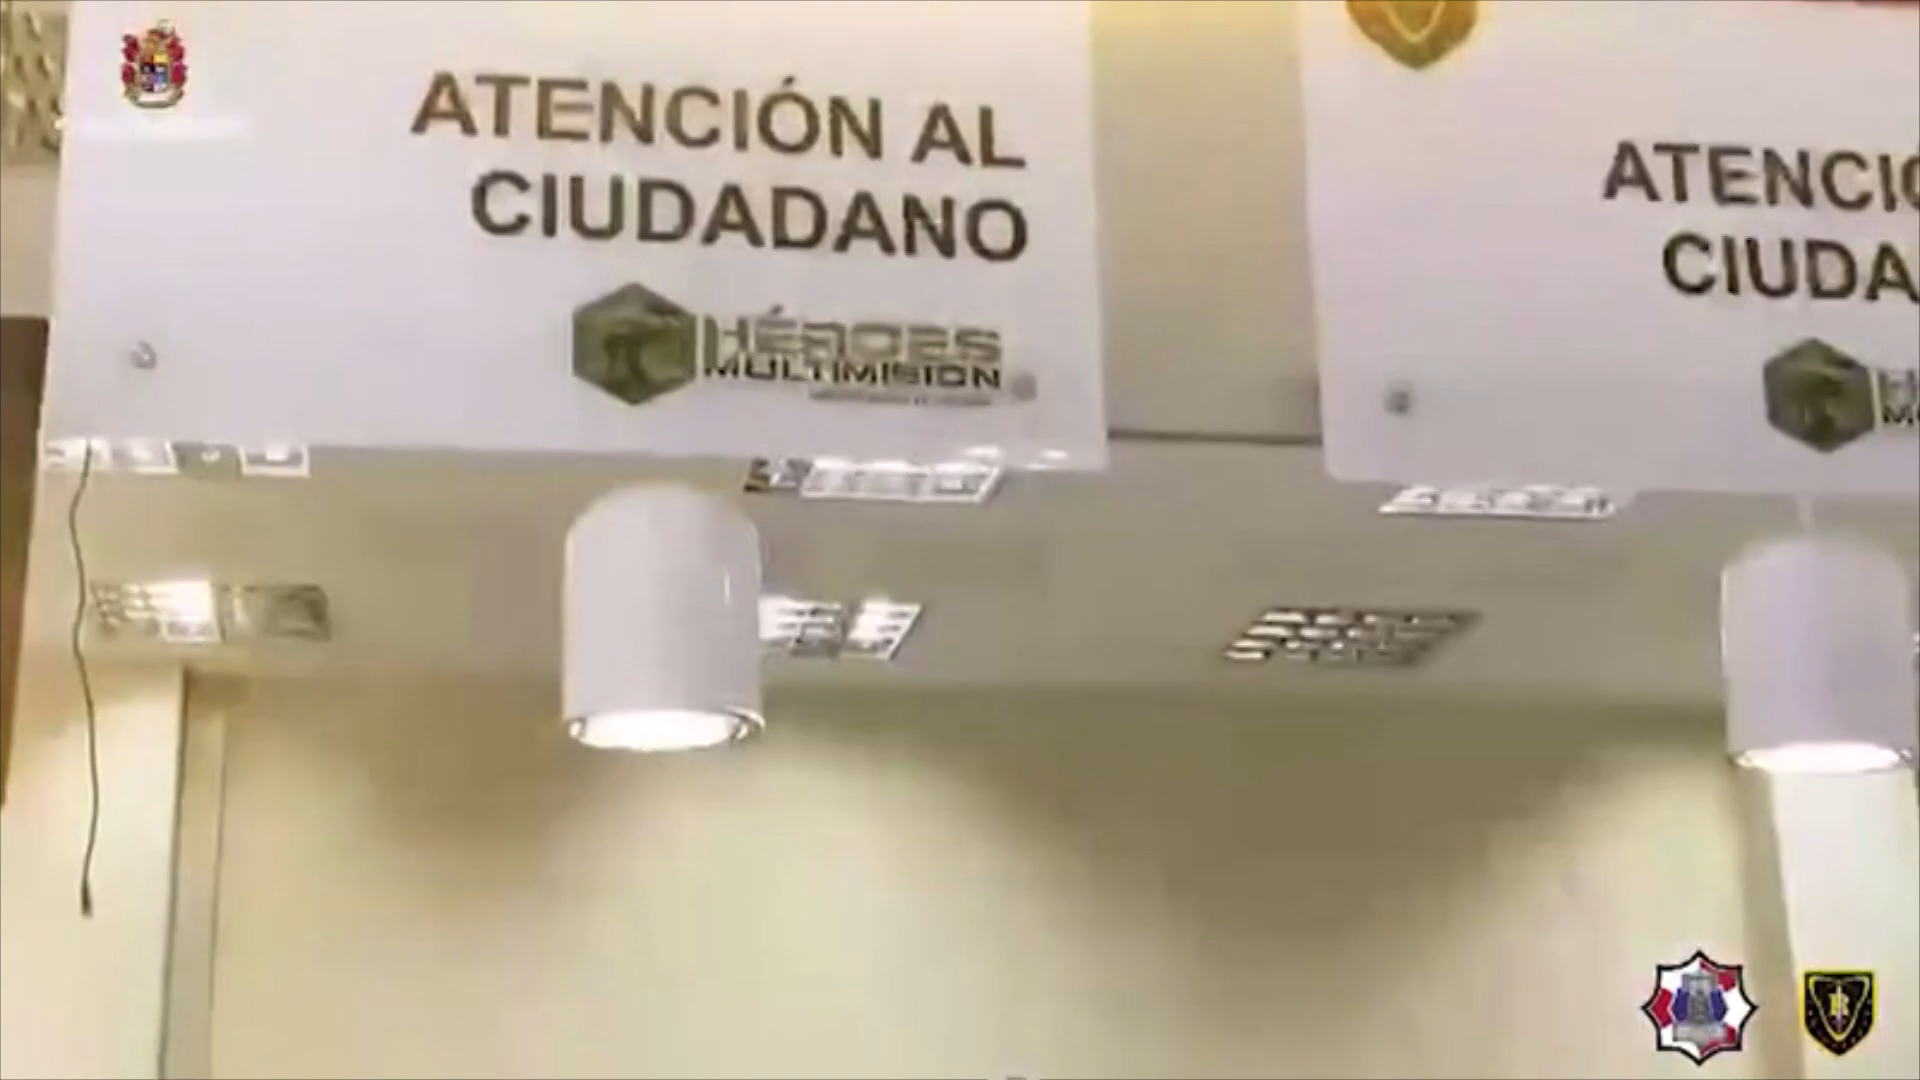 ATENCIÓN AL
CIUDADANO
HÉROES
MULTIMISIÓN
ATENCIÓ
CIUDA